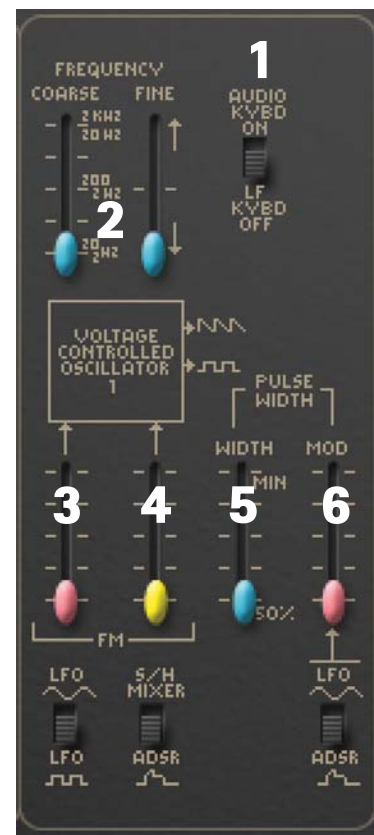 1
FREQUENCY
COARSE FINE
AUDIO
KYBD
ON
2 KHZ
20 HZ
200
2 HZ
20
.2HZ
2
LF
KYBD
OFF
VOLTAGE
CONTROLLED
OSCILLATOR
1
PULSE
WIDTH
WIDTH MOD
MIN
3 4 5 6
50%
FM
LFO S/H
MIXER LFO
LFO ADSR ADSR